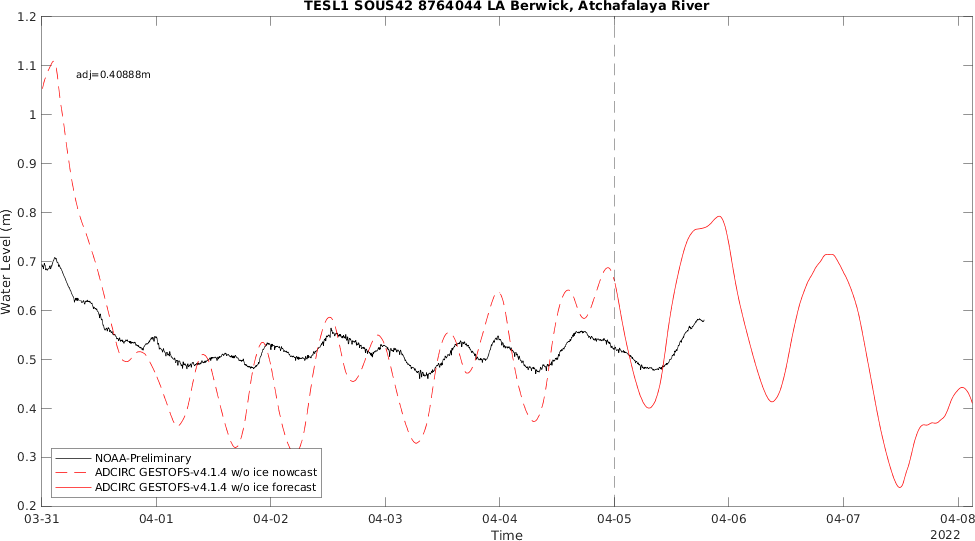 TESL1 SOUS42 8764044 LA Berwick, Atchafalaya River
1.2
1.1
1
0.9
0.8
0.7
0.6
0.5
0.4
0.3
0.2
Water Level (m)
adj=0.40888m
NOAA-Preliminary
ADCIRC GESTOFS-v4.1.4 w/o ice nowcast
ADCIRC GESTOFS-v4.1.4 w/o ice forecast
03-31 04-01 04-02 04-03 04-04 04-05 04-06 04-07 04-08
Time 2022